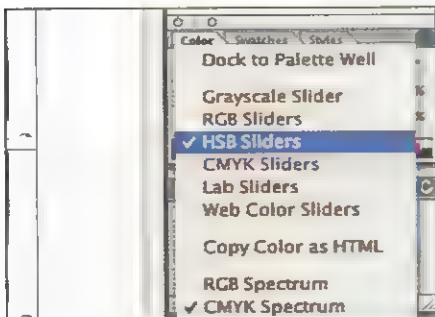 Color Swatches Styles
Dock to Palette Well
Grayscale Slider
RGB Sliders
✓ HSB Sliders
CMYK Sliders
Lab Sliders
Web Color Sliders
Copy Color as HTML
RGB Spectrum
✓ CMYK Spectrum